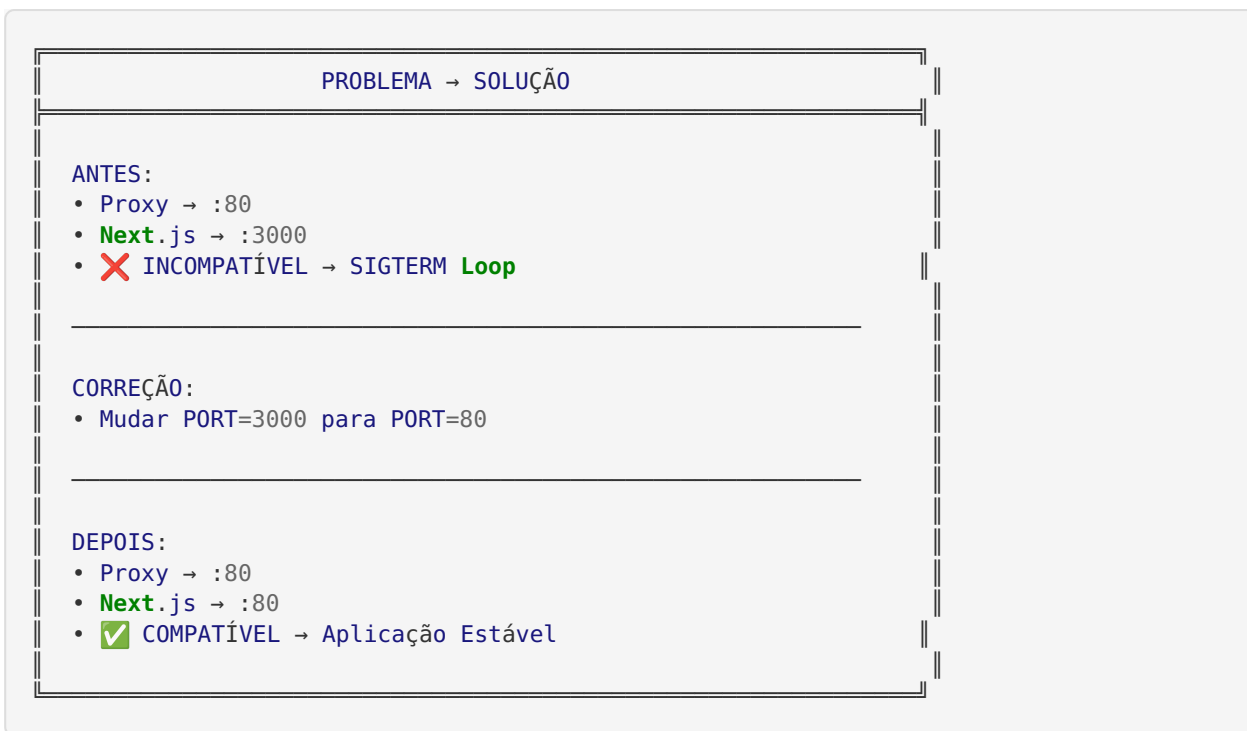 PROBLEMA → SOLUÇÃO
ANTES:
• Proxy → :80
• Next.js → :3000
• ❌ INCOMPATÍVEL → SIGTERM Loop
CORREÇÃO:
• Mudar PORT=3000 para PORT=80
DEPOIS:
• Proxy → :80
• Next.js → :80
• ✅ COMPATÍVEL → Aplicação Estável